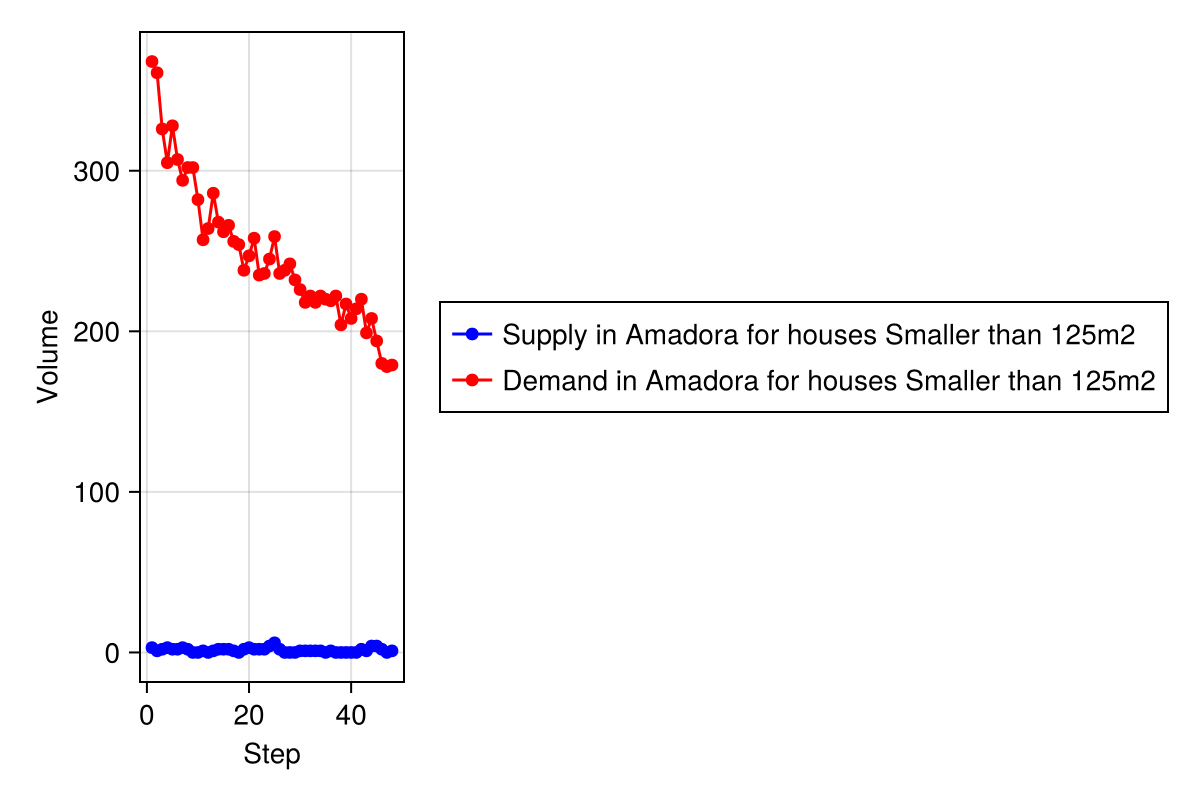 Volume
300
200
100
0
0 20 40
Step
Supply in Amadora for houses Smaller than 125m2
Demand in Amadora for houses Smaller than 125m2